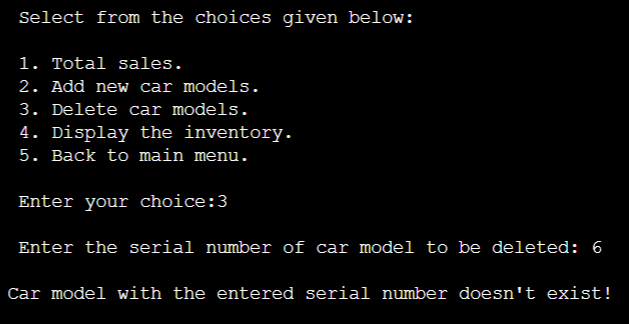 Select from the choices given below:
1. Total sales.
2. Add new car models.
3. Delete car models.
4. Display the inventory.
5. Back to main menu.
Enter your choice:3
Enter the serial number of car model to be deleted: 6
Car model with the entered serial number doesn't exist!